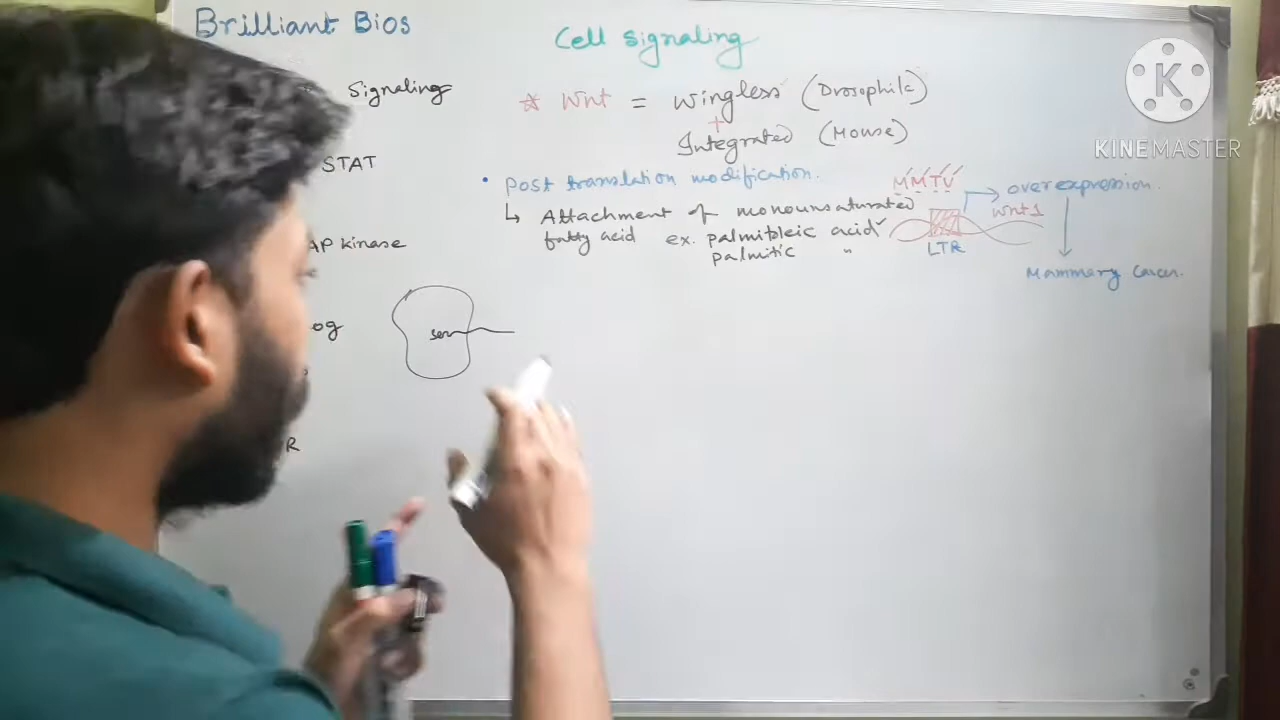 Brilliant Bios
Cell Signaling
Signaling
STAT
AP kinase
og
R
* Wnt = Wingless (Drosophila)
+
Integrated (Mouse)
• Post translation modification.
↳ Attachment of monounsaturated
fatty acid ex. palmitoleic acid
palmitic "
ser
MMTV
overexpression.
Wnt1
LTR
Mammary Cancer.
K
KINEMASTER